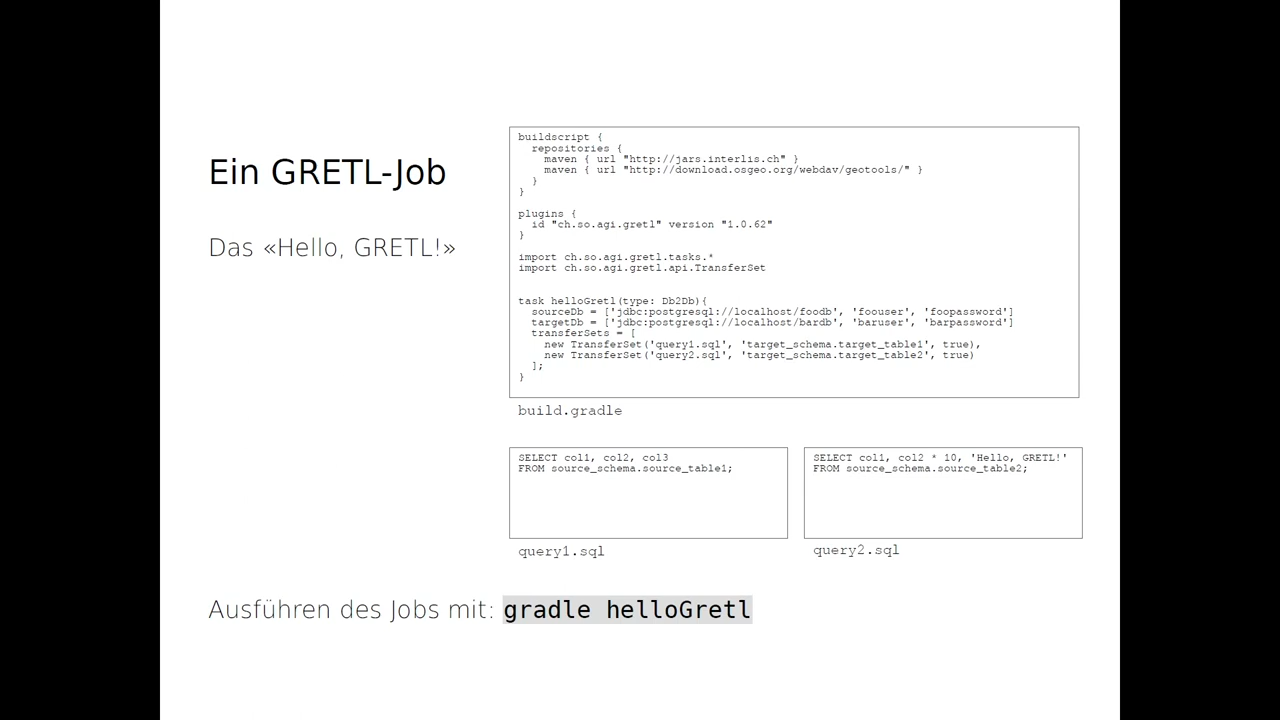 Ein GRETL-Job
Das «Hello, GRETL!»
buildscript {
  repositories {
    maven { url "http://jars.interlis.ch" }
    maven { url "http://download.osgeo.org/webdav/geotools/" }
  }
}
plugins {
  id "ch.so.agi.gretl" version "1.0.62"
}
import ch.so.agi.gretl.tasks.*
import ch.so.agi.gretl.api.TransferSet
task helloGretl(type: Db2Db){
  sourceDb = ['jdbc:postgresql://localhost/foodb', 'foouser', 'foopassword']
  targetDb = ['jdbc:postgresql://localhost/bardb', 'baruser', 'barpassword']
  transferSets = [
    new TransferSet('query1.sql', 'target_schema.target_table1', true),
    new TransferSet('query2.sql', 'target_schema.target_table2', true)
  ];
}
build.gradle
SELECT col1, col2, col3
FROM source_schema.source_table1;
query1.sql
SELECT col1, col2 * 10, 'Hello, GRETL!'
FROM source_schema.source_table2;
query2.sql
Ausführen des Jobs mit: gradle helloGretl